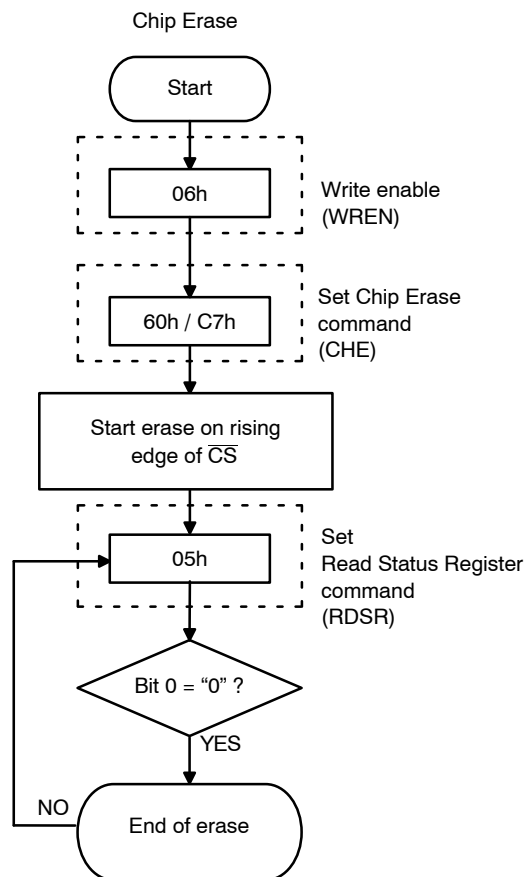 Chip Erase
Start
06h
Write enable
(WREN)
60h / C7h
Set Chip Erase
command
(CHE)
Start erase on rising
edge of C̅S̅
05h
Set
Read Status Register
command
(RDSR)
Bit 0 = “0” ?
YES
NO
End of erase